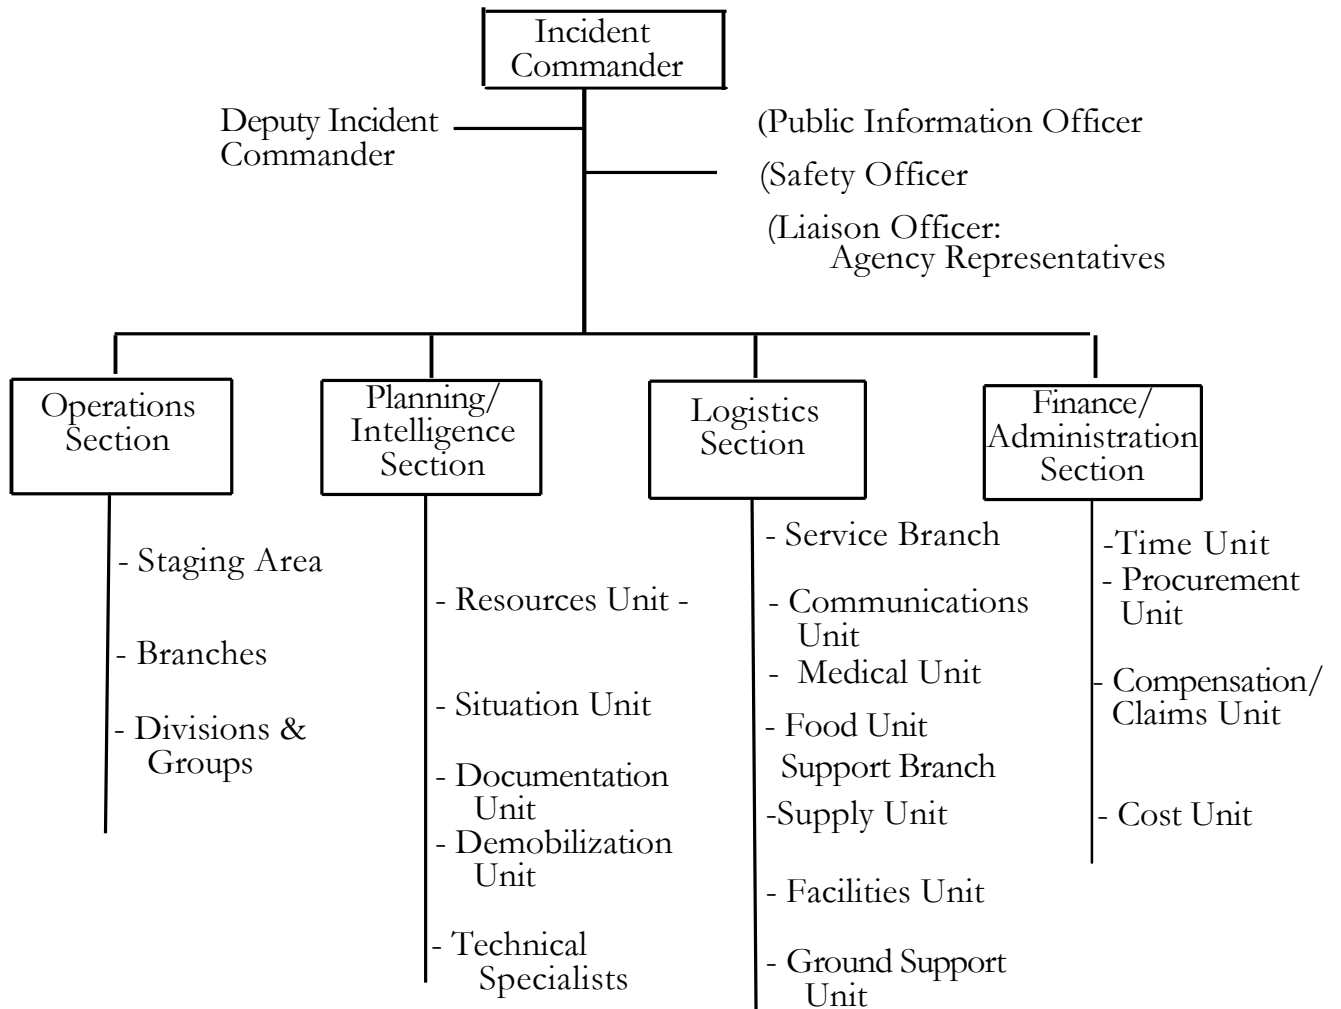 Incident
Commander
Deputy Incident
Commander
(Public Information Officer
(Safety Officer
(Liaison Officer:
Agency Representatives
Operations
Section
- Staging Area
- Branches
- Divisions &
Groups
Planning/
Intelligence
Section
- Resources Unit -
- Situation Unit
- Documentation
Unit
- Demobilization
Unit
- Technical
Specialists
Logistics
Section
- Service Branch
- Communications
Unit
- Medical Unit
- Food Unit
Support Branch
-Supply Unit
- Facilities Unit
- Ground Support
Unit
Finance/
Administration
Section
-Time Unit
- Procurement
Unit
- Compensation/
Claims Unit
- Cost Unit